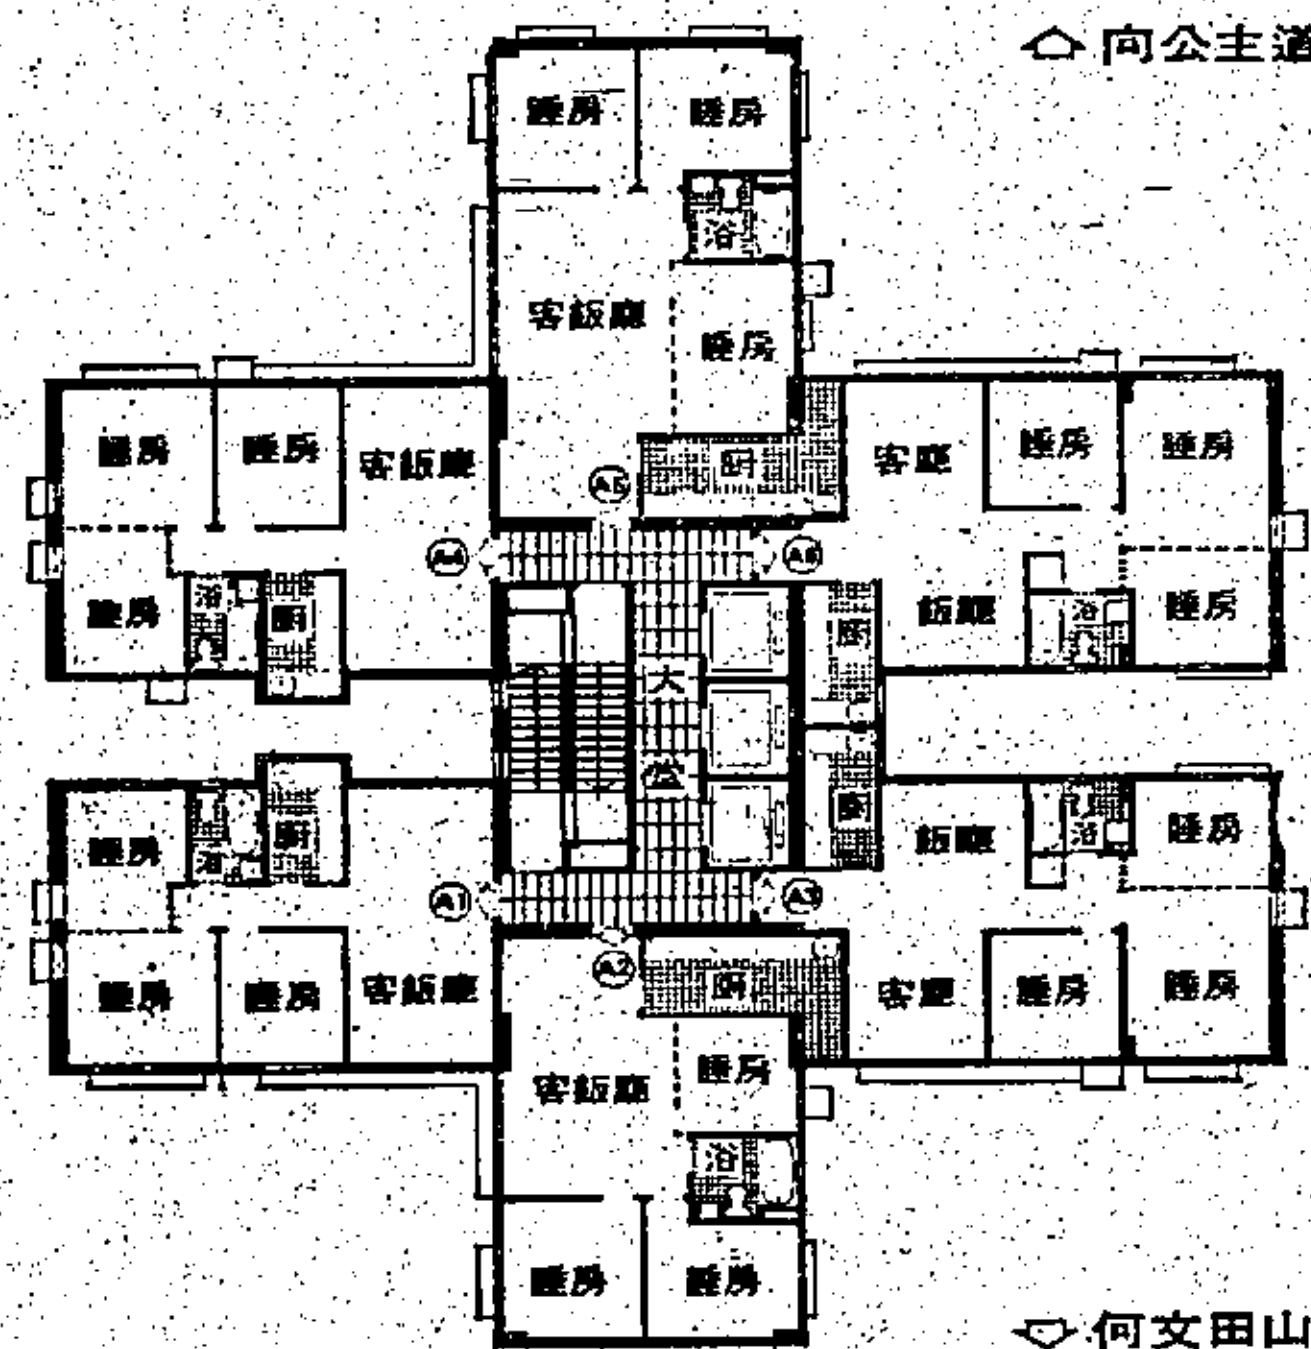 向公主道
睡房 睡房
浴
客飯廳 睡房
睡房 睡房 客飯廳
廚
客廳 睡房 睡房
A5
A4 A6
睡房 浴 廚
廚 飯廳 浴 睡房
大
堂
睡房 浴 廚
廚 飯廳 浴 睡房
A1 A3
A2
睡房 睡房 客飯廳
廚
客廳 睡房 睡房
客飯廳 睡房
浴
睡房 睡房
何文田山